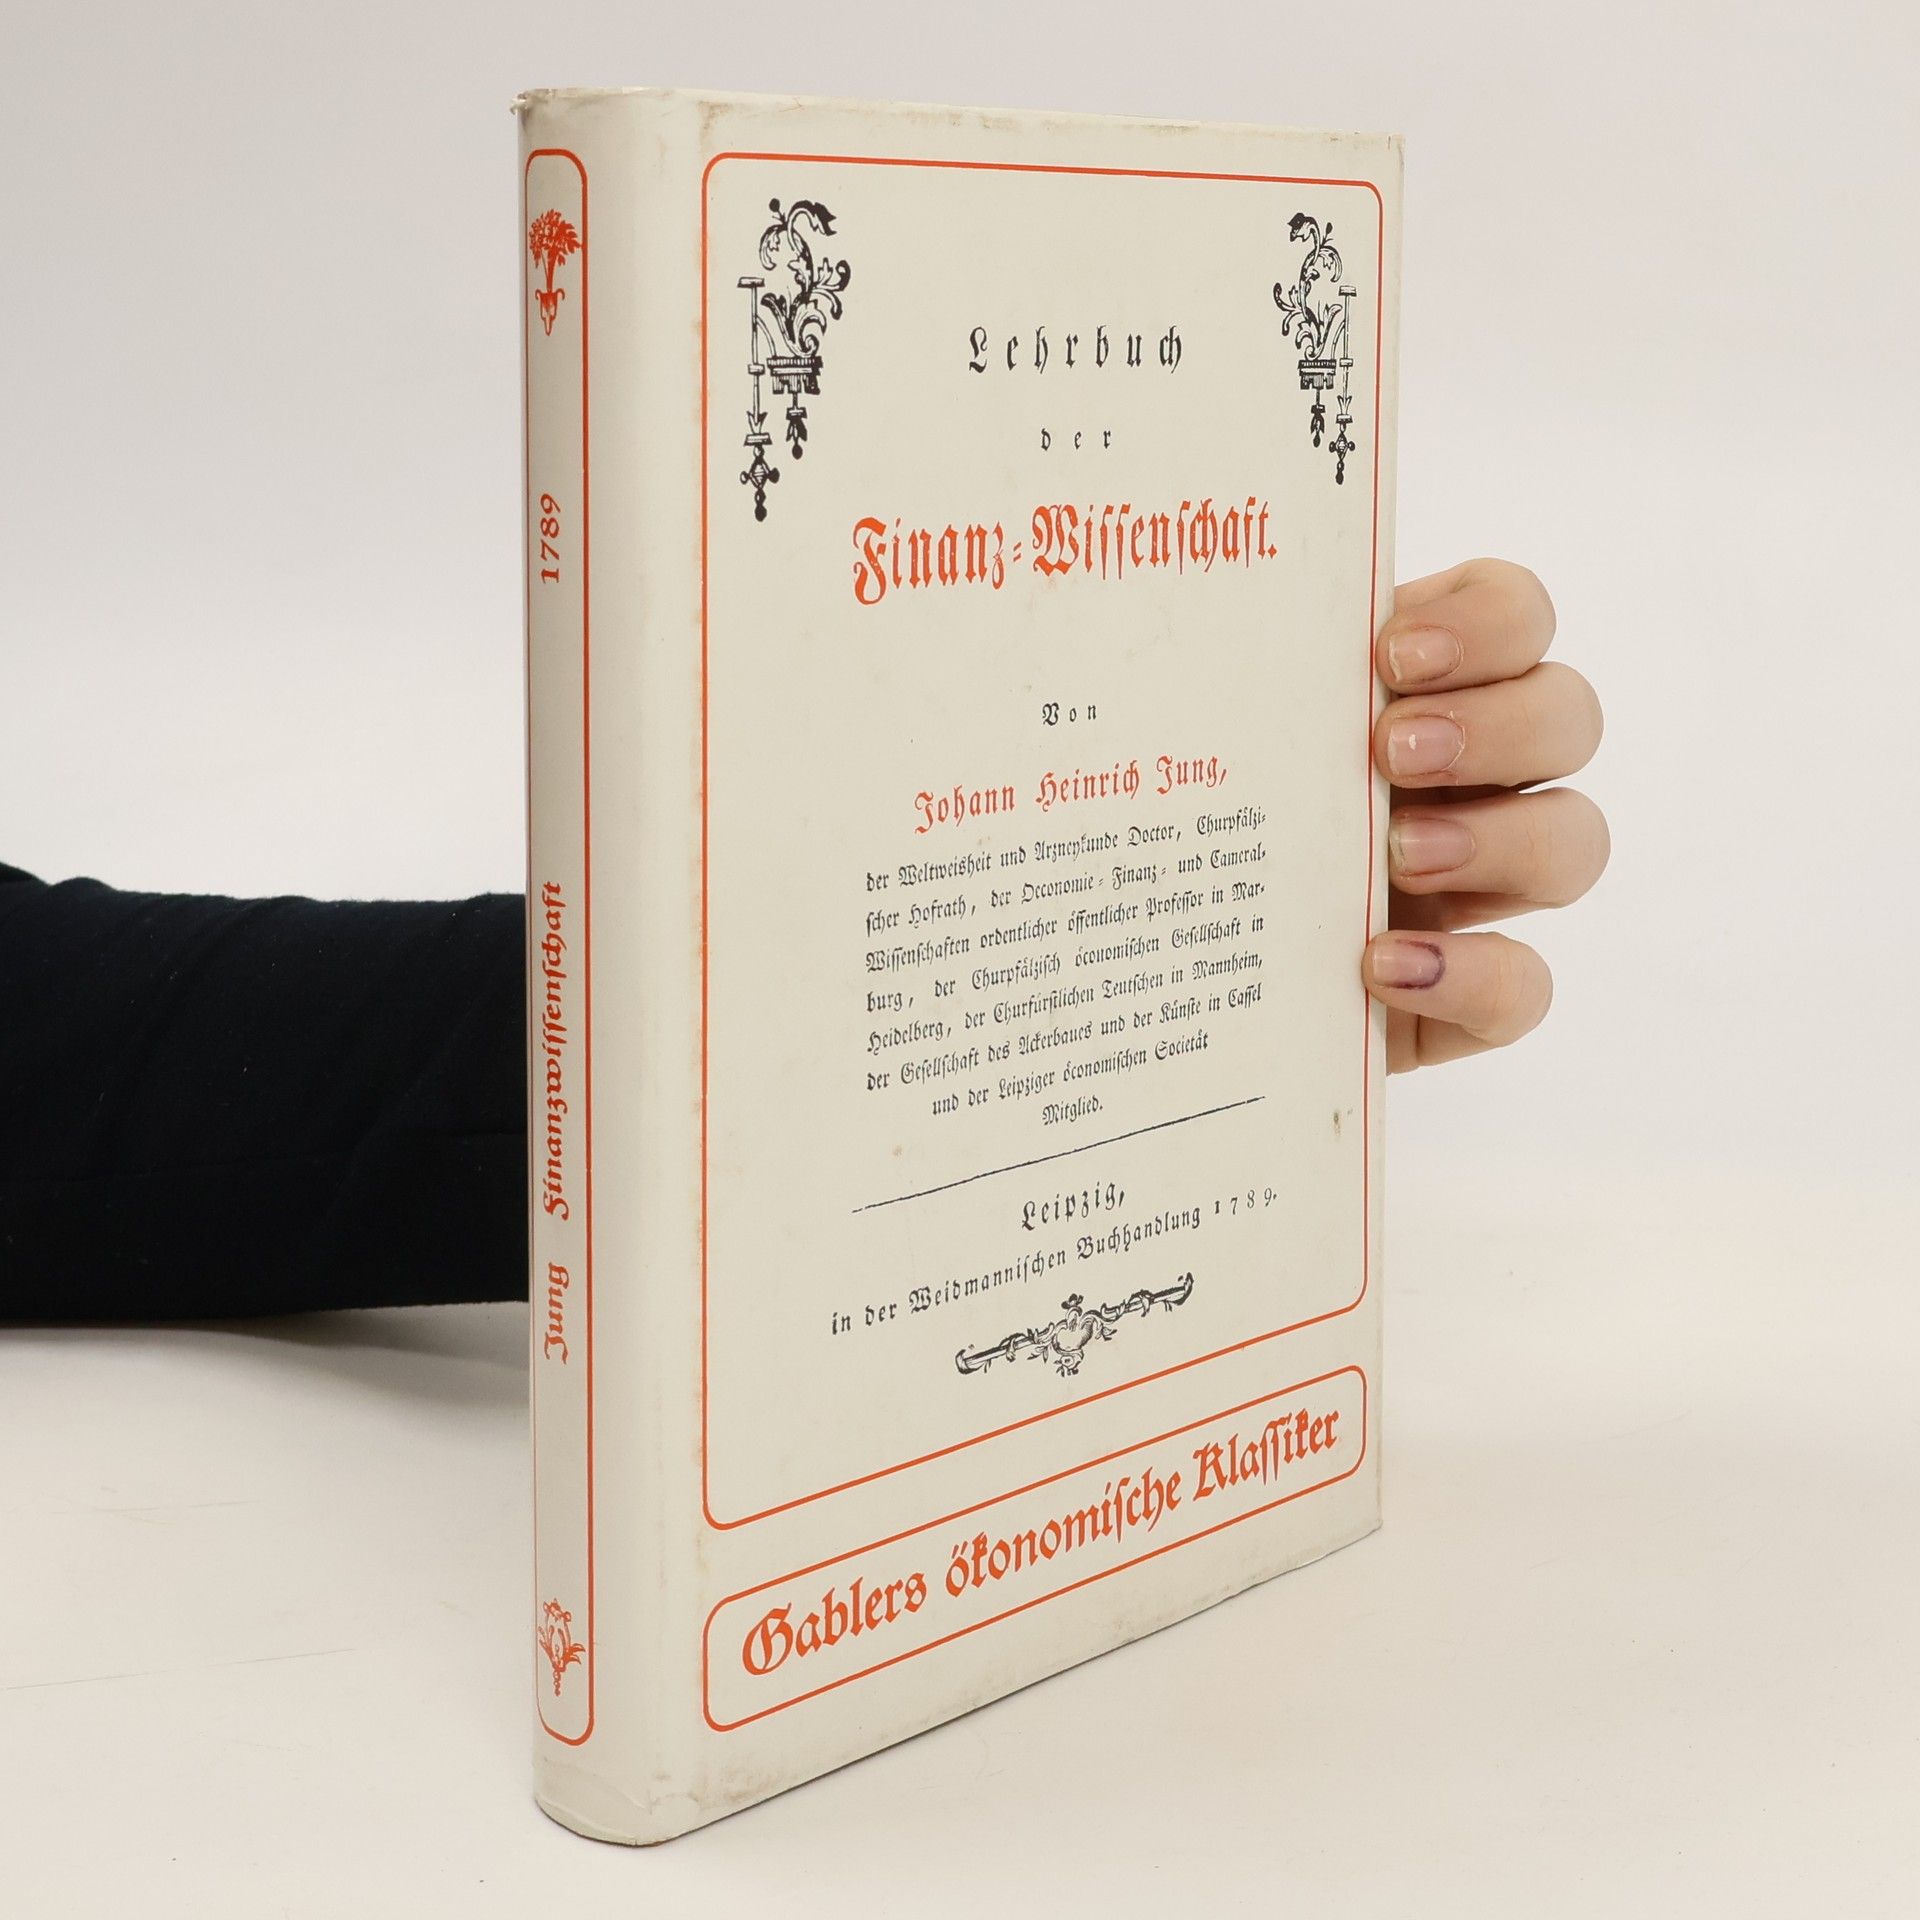 Lehrbuch
der
Finanz-Wissenschaft.
Von
Johann Heinrich Jung,
der Weltweisheit und Arzneykunde Doctor, Churpfälzi-
scher Hofrath, der Oeconomie- Finanz- und Cameral-
Wissenschaften ordentlicher öffentlicher Professor in Mar-
burg, der Churpfälzisch öconomischen Gesellschaft in
Heidelberg, der Churfürstlichen Teutschen in Mannheim,
der Gesellschaft des Ackerbaues und der Künste in Cassel
und der Leipziger öconomischen Societät
Mitglied.
Leipzig,
in der Weidmannischen Buchhandlung 1789.
Gablers ökonomische Klassiker
Jung Finanzwissenschaft 1789